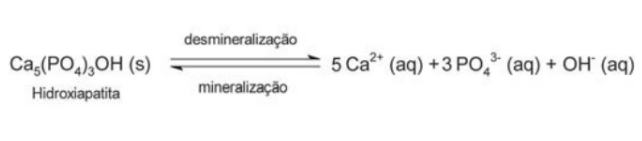 desmineralização
Ca₅(PO₄)₃OH (s) ⇌ 5 Ca²⁺ (aq) + 3 PO₄³⁻ (aq) + OH⁻ (aq)
Hidroxiapatita
mineralização